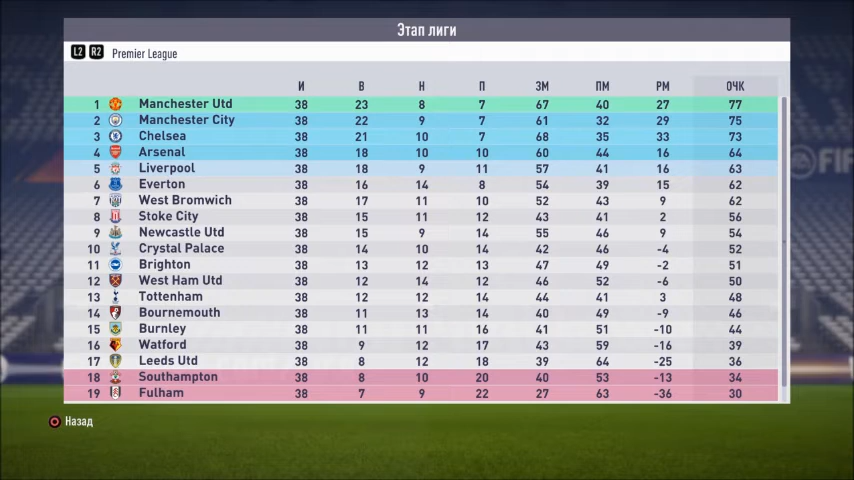 Этап лиги
L2 R2 Premier League
И В Н П ЗМ ПМ РМ ОЧК
1 Manchester Utd 38 23 8 7 67 40 27 77
2 Manchester City 38 22 9 7 61 32 29 75
3 Chelsea 38 21 10 7 68 35 33 73
4 Arsenal 38 18 10 10 60 44 16 64
5 Liverpool 38 18 9 11 57 41 16 63
6 Everton 38 16 14 8 54 39 15 62
7 West Bromwich 38 17 11 10 52 43 9 62
8 Stoke City 38 15 11 12 43 41 2 56
9 Newcastle Utd 38 15 9 14 55 46 9 54
10 Crystal Palace 38 14 10 14 42 46 -4 52
11 Brighton 38 13 12 13 47 49 -2 51
12 West Ham Utd 38 12 14 12 46 52 -6 50
13 Tottenham 38 12 12 14 44 41 3 48
14 Bournemouth 38 11 13 14 40 49 -9 46
15 Burnley 38 11 11 16 41 51 -10 44
16 Watford 38 9 12 17 43 59 -16 39
17 Leeds Utd 38 8 12 18 39 64 -25 36
18 Southampton 38 8 10 20 40 53 -13 34
19 Fulham 38 7 9 22 27 63 -36 30
Назад